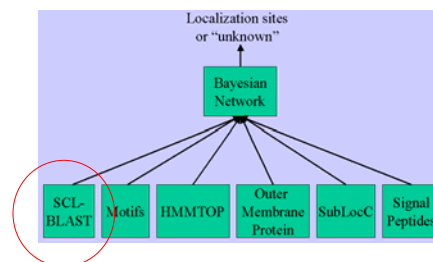 Localization sites
or “unknown”
Bayesian
Network
SCL-
BLAST
Motifs
HMMTOP
Outer
Membrane
Protein
SubLocC
Signal
Peptides